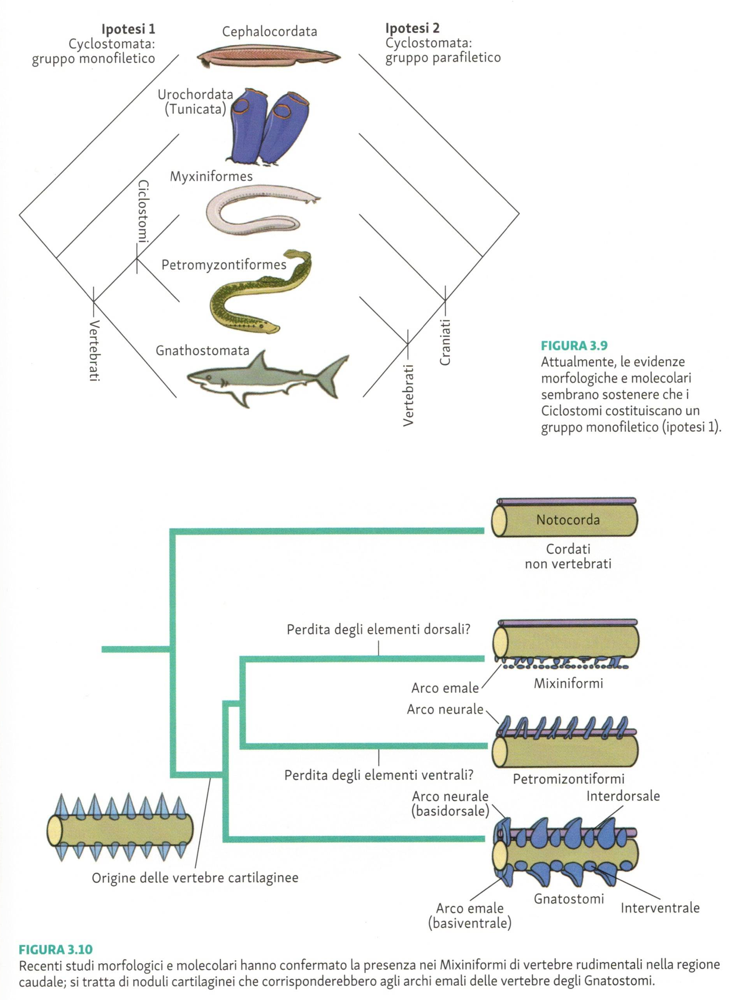 Ipotesi 1
Cyclostomata:
gruppo monofiletico
Cephalocordata
Ipotesi 2
Cyclostomata:
gruppo parafiletico
Urochordata
(Tunicata)
Myxiniformes
Ciclostomi
Petromyzontiformes
Vertebrati
Gnathostomata
Craniati
Vertebrati
FIGURA 3.9
Attualmente, le evidenze
morfologiche e molecolari
sembrano sostenere che i
Ciclostomi costituiscano un
gruppo monofiletico (ipotesi 1).
Notocorda
Cordati
non vertebrati
Perdita degli elementi dorsali?
Arco emale
Mixiniformi
Arco neurale
Perdita degli elementi ventrali?
Petromizontiformi
Arco neurale
(basidorsale)
Interdorsale
Origine delle vertebre cartilaginee
Gnatostomi
Arco emale
(basiventrale)
Interventrale
FIGURA 3.10
Recenti studi morfologici e molecolari hanno confermato la presenza nei Mixiniformi di vertebre rudimentali nella regione
caudale; si tratta di noduli cartilaginei che corrisponderebbero agli archi emali delle vertebre degli Gnatostomi.